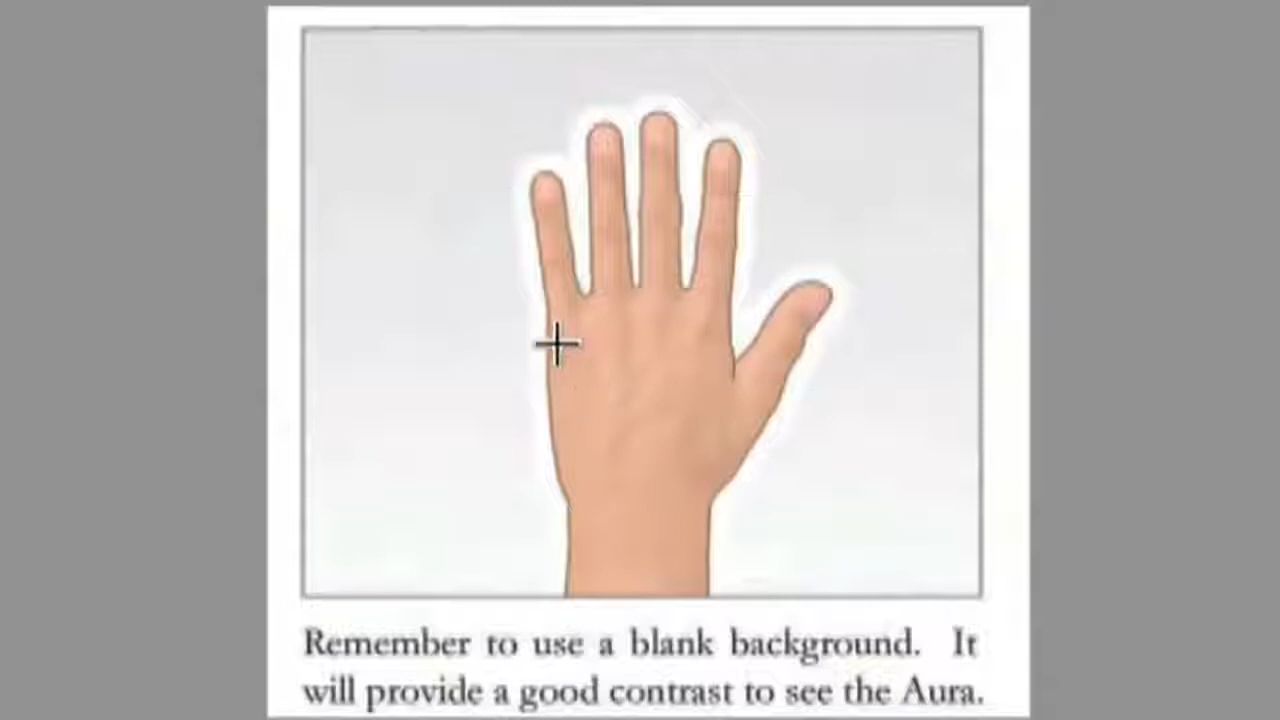 Remember to use a blank background. It
will provide a good contrast to see the Aura.